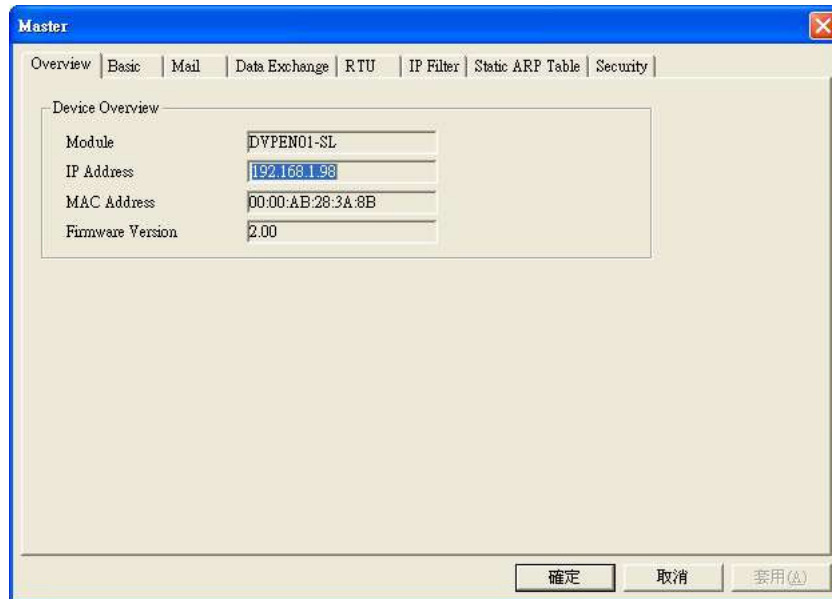 Master
Overview Basic Mail Data Exchange RTU IP Filter Static ARP Table Security
Device Overview
Module DVPEN01-SL
IP Address 192.168.1.98
MAC Address 00:00:AB:28:3A:8B
Firmware Version 2.00
確定 取消 套用(A)